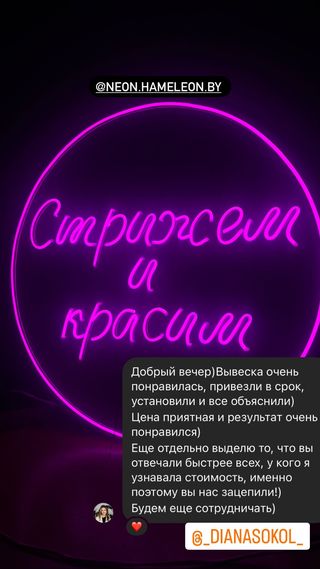 @NEON.HAMELEON.BY
Стрижем
и
красим
Добрый вечер)Вывеска очень
понравилась, привезли в срок,
установили и все объяснили)
Цена приятная и результат очень
понравился)
Еще отдельно выделю то, что вы
отвечали быстрее всех, у кого я
узнавала стоимость, именно
поэтому вы нас зацепили!)
Будем еще сотрудничать)
@_DIANASOKOL_